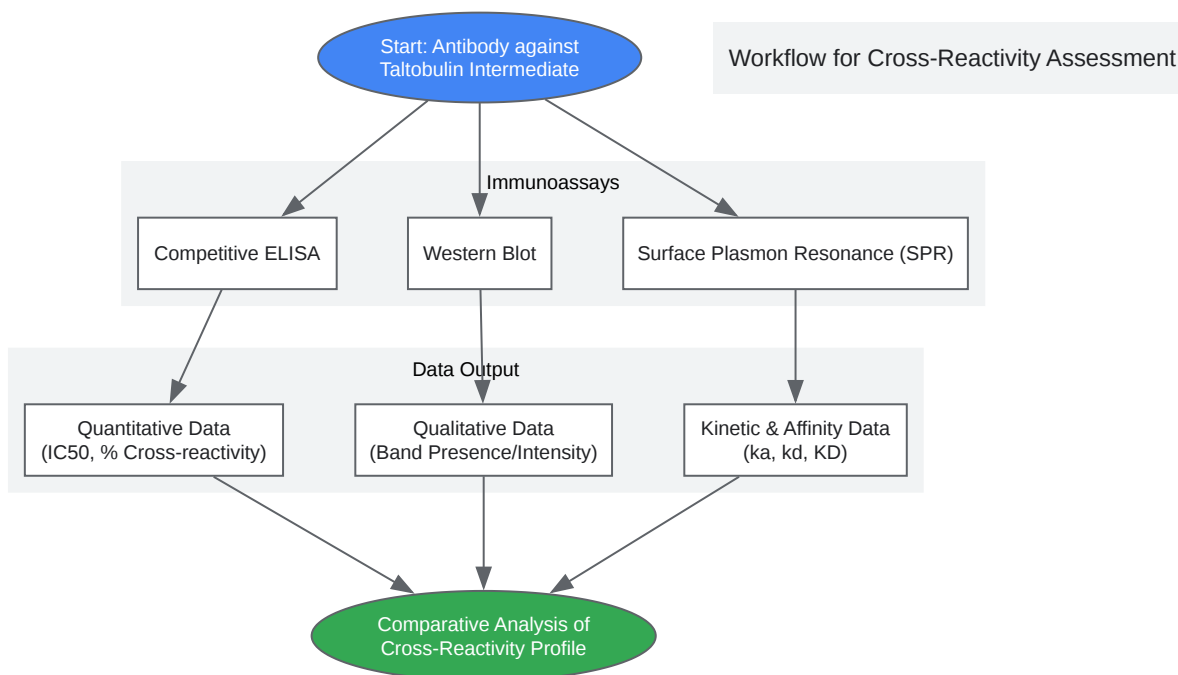 Start: Antibody against
Taltobulin Intermediate
Workflow for Cross-Reactivity Assessment
Immunoassays
Competitive ELISA
Western Blot
Surface Plasmon Resonance (SPR)
Data Output
Quantitative Data
(IC50, % Cross-reactivity)
Qualitative Data
(Band Presence/Intensity)
Kinetic & Affinity Data
(ka, kd, KD)
Comparative Analysis of
Cross-Reactivity Profile